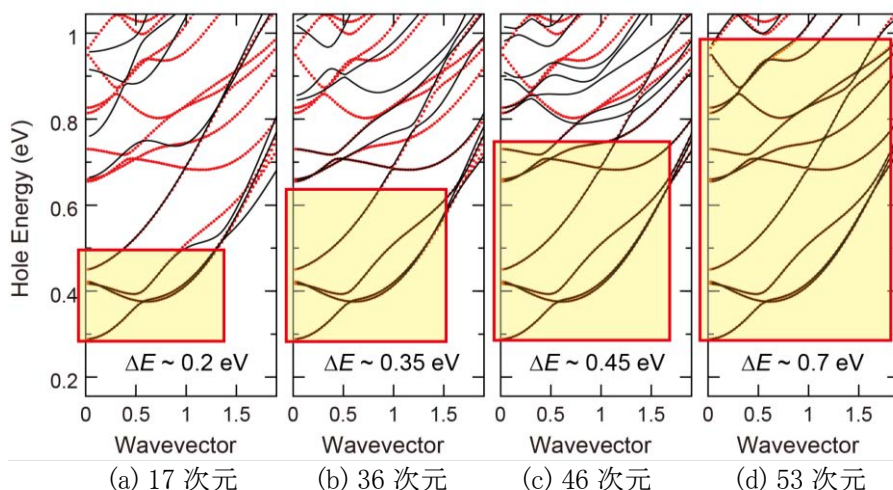 Hole Energy (eV)
1
0.8
0.6
0.4
0.2
0 0.5 1 1.5
0 0.5 1 1.5
0 0.5 1 1.5
0 0.5 1 1.5
ΔE ~ 0.2 eV
ΔE ~ 0.35 eV
ΔE ~ 0.45 eV
ΔE ~ 0.7 eV
Wavevector
Wavevector
Wavevector
Wavevector
(a) 17 次元
(b) 36 次元
(c) 46 次元
(d) 53 次元